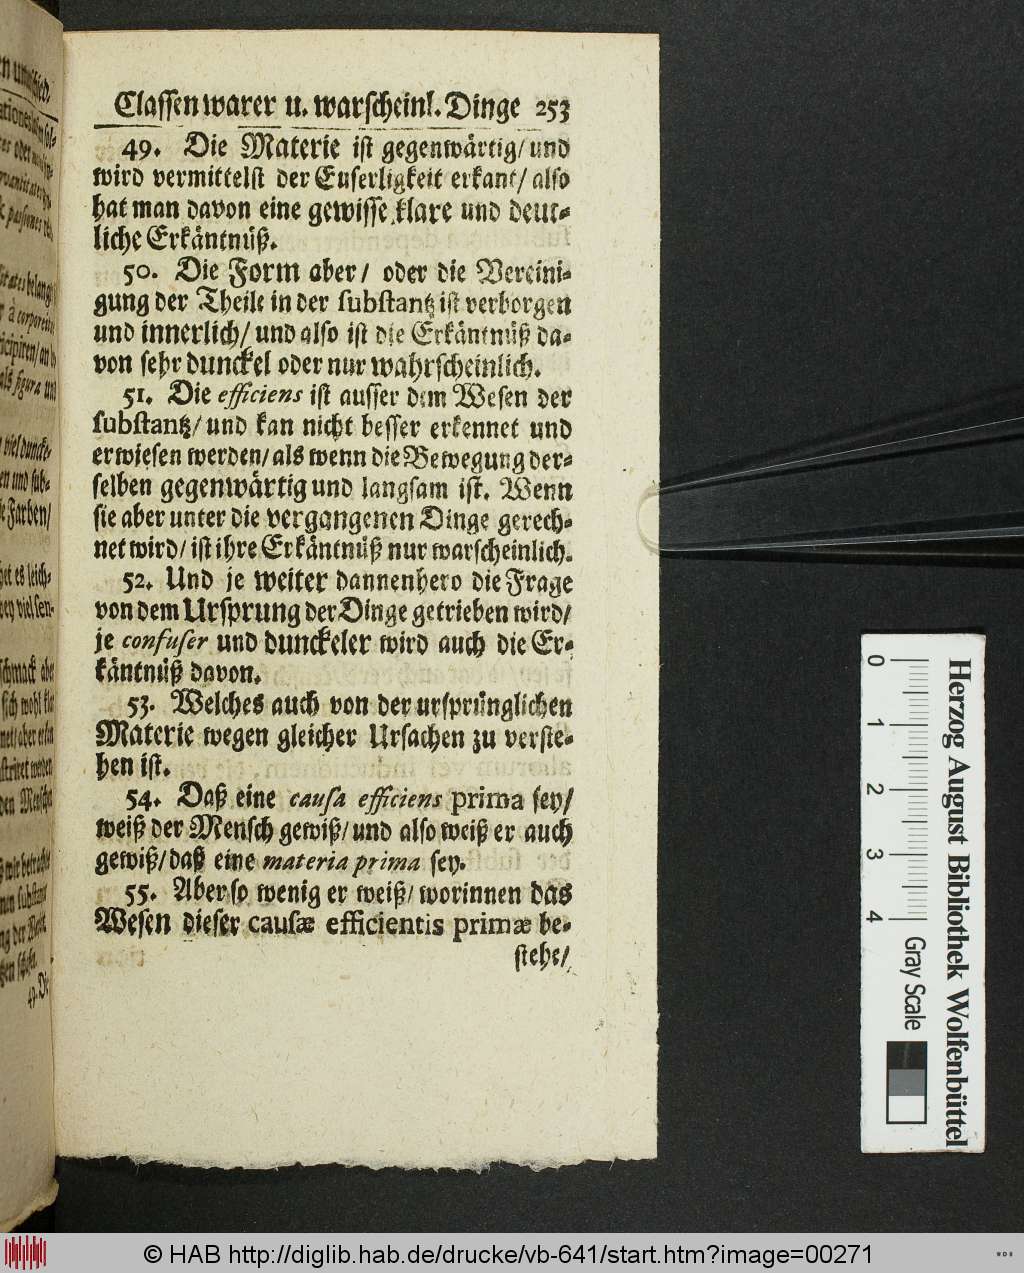 Classen warer u. warscheinl. Dinge 253
49. Die Materie ist gegenwärtig/ und
wird vermittelst der Euserligkeit erkant/ also
hat man davon eine gewisse, klare und deut-
liche Erkäntnüß.
50. Die Form aber/ oder die Vereini-
gung der Theile in der substantz ist verborgen
und innerlich/ und also ist die Erkäntnüß da-
von sehr dunckel oder nur wahrscheinlich.
51. Die efficiens ist ausser dem Wesen der
substantz/ und kan nicht besser erkennet und
erwiesen werden/ als wenn die Bewegung der-
selben gegenwärtig und langsam ist. Wenn
sie aber unter die vergangenen Dinge gerech-
net wird/ ist ihre Erkäntnüß nur warscheinlich.
52. Und je weiter dannenhero die Frage
von dem Ursprung der Dinge getrieben wird/
je confuser und dunckeler wird auch die Er-
käntnüß davon.
53. Welches auch von der ursprünglichen
Materie wegen gleicher Ursachen zu verste-
hen ist.
54. Daß eine causa efficiens prima sey/
weiß der Mensch gewiß/ und also weiß er auch
gewiß/ daß eine materia prima sey.
55. Aber so wenig er weiß/ worinnen das
Wesen dieser causæ efficientis primæ be-
stehe/
0 1 2 3 4
Gray Scale
Herzog August Bibliothek Wolfenbüttel
© HAB http://diglib.hab.de/drucke/vb-641/start.htm?image=00271